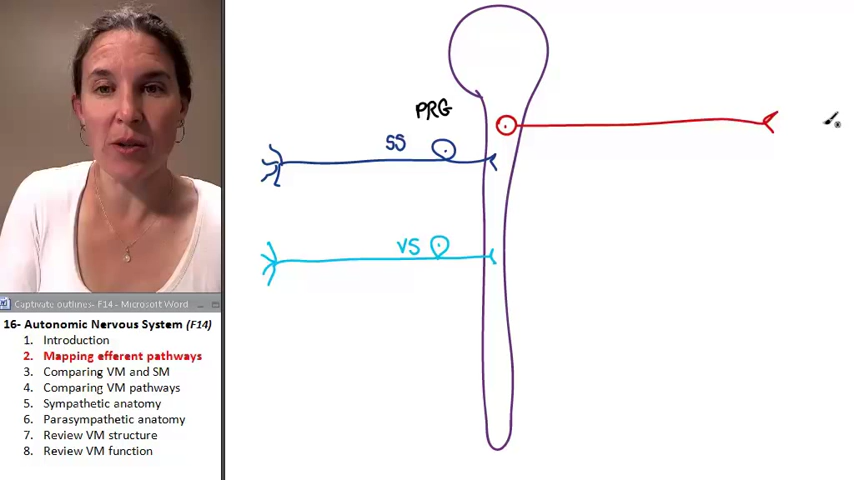 PRG
SS
VS
Captivate outlines- F14 - Microsoft Word
16- Autonomic Nervous System (F14)
1. Introduction
2. Mapping efferent pathways
3. Comparing VM and SM
4. Comparing VM pathways
5. Sympathetic anatomy
6. Parasympathetic anatomy
7. Review VM structure
8. Review VM function